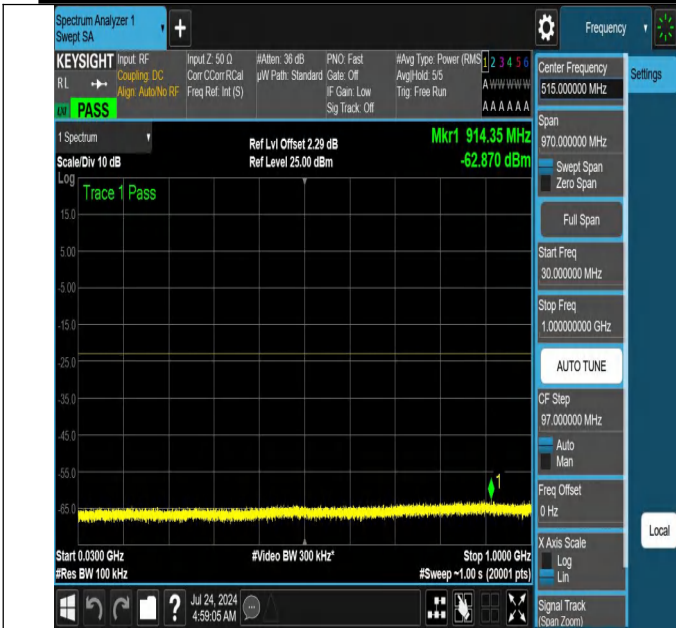 Spectrum Analyzer 1
Swept SA
+
Frequency
KEYSIGHT
RL
PASS
Input: RF
Coupling: DC
Align: Auto/No RF
Input Z: 50 Ω
Corr CCorr RCal
Freq Ref: Int (S)
#Atten: 36 dB
µW Path: Standard
PNO: Fast
Gate: Off
IF Gain: Low
Sig Track: Off
#Avg Type: Power (RMS
Avg|Hold: 5/5
Trig: Free Run
1 2 3 4 5 6
A W W W W W
A A A A A A
1 Spectrum
Scale/Div 10 dB
Ref Lvl Offset 2.29 dB
Ref Level 25.00 dBm
Mkr1 914.35 MHz
-62.870 dBm
Log
Trace 1 Pass
15.0
5.00
-5.00
-15.0
-25.0
-35.0
-45.0
-55.0
-65.0
1
Start 0.0300 GHz
#Res BW 100 kHz
#Video BW 300 kHz*
Stop 1.0000 GHz
#Sweep ~1.00 s (20001 pts)
?
Jul 24, 2024
4:59:05 AM
Center Frequency
515.000000 MHz
Span
970.000000 MHz
Swept Span
Zero Span
Full Span
Start Freq
30.000000 MHz
Stop Freq
1.000000000 GHz
AUTO TUNE
CF Step
97.000000 MHz
Auto
Man
Freq Offset
0 Hz
X Axis Scale
Log
Lin
Signal Track
(Span Zoom)
Settings
Local